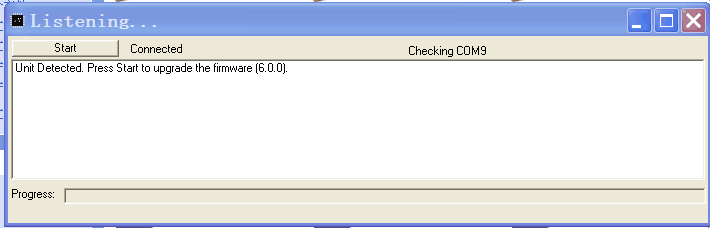 Listening...
Start Connected Checking COM9
Unit Detected. Press Start to upgrade the firmware (6.0.0).
Progress: